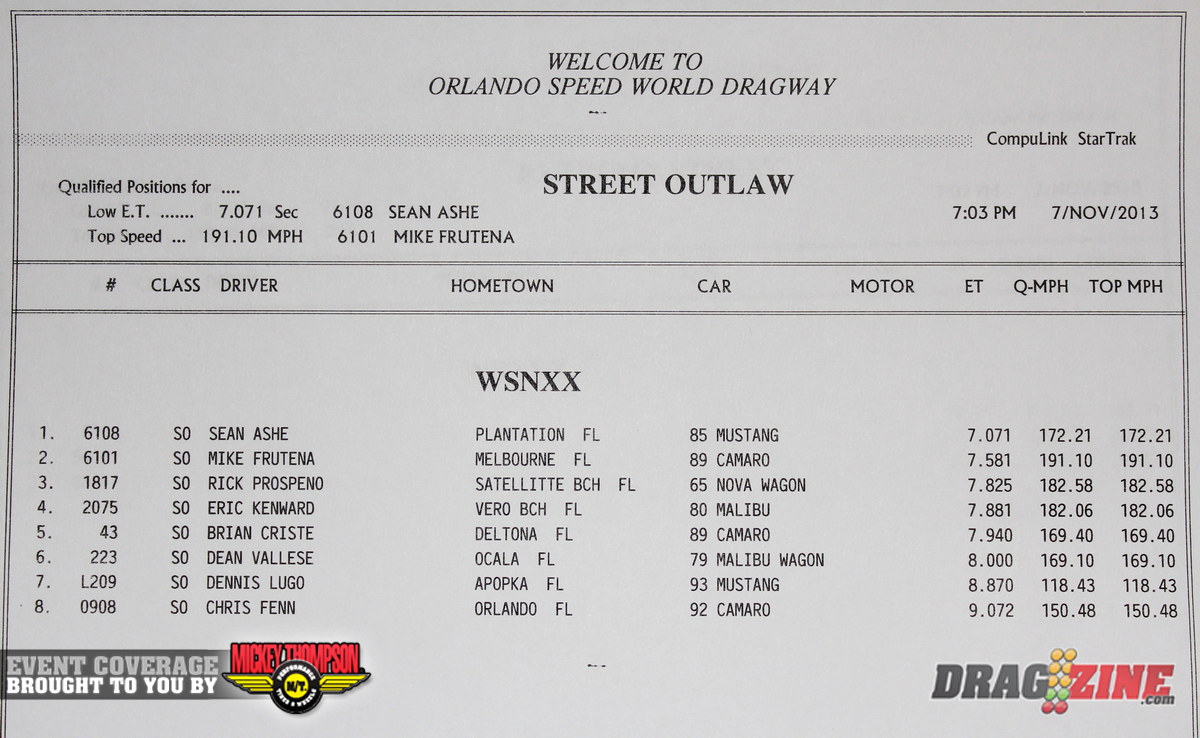 WELCOME TO
ORLANDO SPEED WORLD DRAGWAY
CompuLink StarTrak
Qualified Positions for .... STREET OUTLAW
Low E.T. ....... 7.071 Sec 6108 SEAN ASHE 7:03 PM 7/NOV/2013
Top Speed ... 191.10 MPH 6101 MIKE FRUTENA
# CLASS DRIVER HOMETOWN CAR MOTOR ET Q-MPH TOP MPH
WSNXX
1. 6108 SO SEAN ASHE PLANTATION FL 85 MUSTANG 7.071 172.21 172.21
2. 6101 SO MIKE FRUTENA MELBOURNE FL 89 CAMARO 7.581 191.10 191.10
3. 1817 SO RICK PROSPENO SATELLITTE BCH FL 65 NOVA WAGON 7.825 182.58 182.58
4. 2075 SO ERIC KENWARD VERO BCH FL 80 MALIBU 7.881 182.06 182.06
5. 43 SO BRIAN CRISTE DELTONA FL 89 CAMARO 7.940 169.40 169.40
6. 223 SO DEAN VALLESE OCALA FL 79 MALIBU WAGON 8.000 169.10 169.10
7. L209 SO DENNIS LUGO APOPKA FL 93 MUSTANG 8.870 118.43 118.43
8. 0908 SO CHRIS FENN ORLANDO FL 92 CAMARO 9.072 150.48 150.48
EVENT COVERAGE
BROUGHT TO YOU BY
MICKEY THOMPSON
PERFORMANCE
M/T
TIRES & WHEELS
DRAGZINE
.com